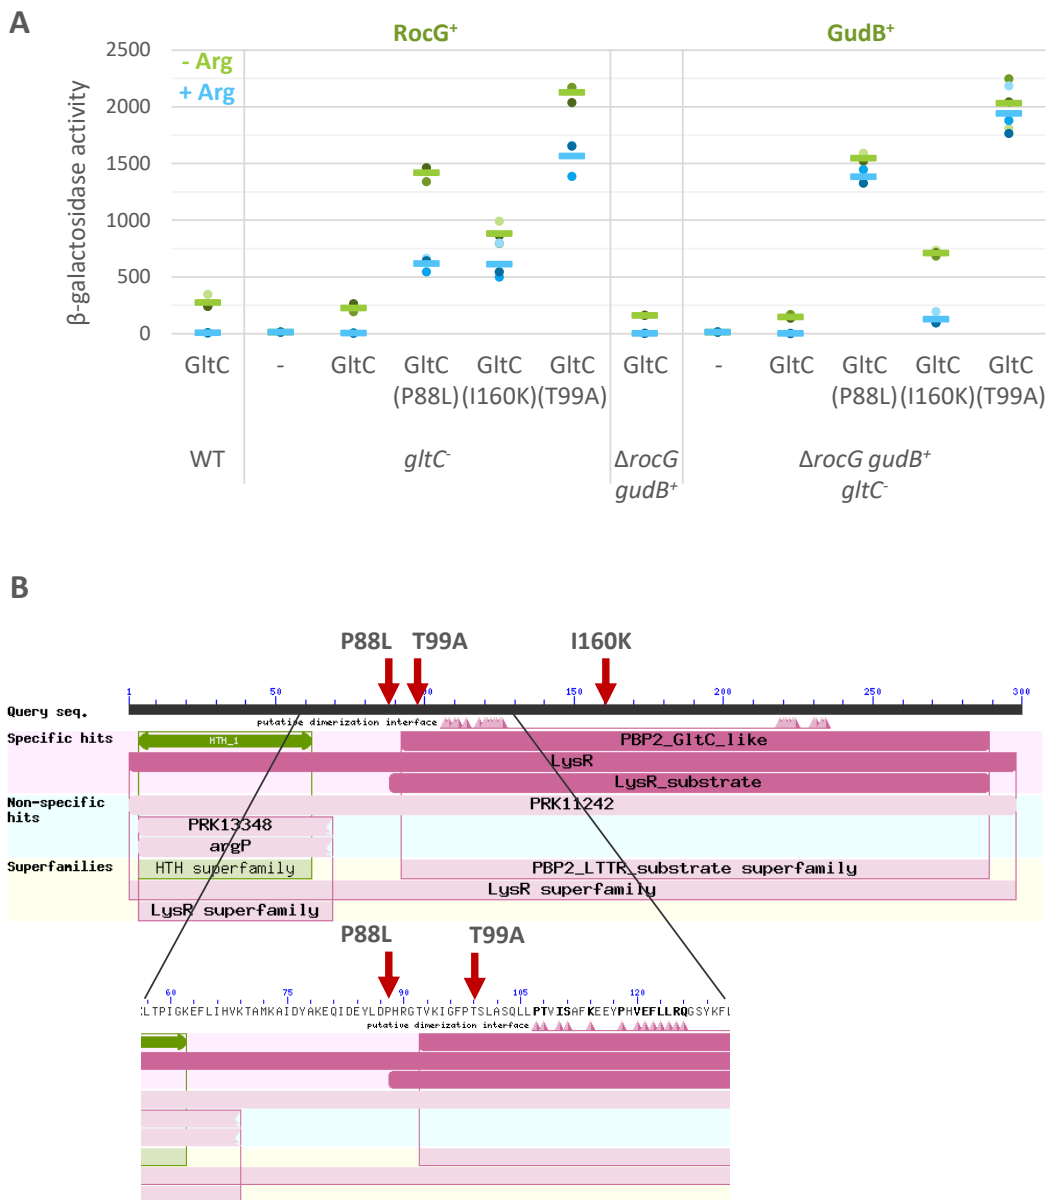 A
RocG⁺ GudB⁺
2500
2000
1500
1000
500
0
β-galactosidase activity
- Arg
+ Arg
GltC - GltC GltC GltC GltC GltC - GltC GltC GltC GltC
(P88L) (I160K) (T99A) (P88L) (I160K) (T99A)
WT gltC⁻ ΔrocG ΔrocG gudB⁺
gudB⁺ gltC⁻
B
P88L T99A I160K
1 50 100 150 200 250 300
Query seq.
putative dimerization interface
Specific hits HTH_1 PBP2_GltC_like
LysR
LysR_substrate
Non-specific
hits
PRK11242
PRK13348
argP
Superfamilies HTH superfamily PBP2_LTTR_substrate superfamily
LysR superfamily
LysR superfamily
P88L T99A
60 75 90 105 120
LTPIGKEFLIHVKTAMKAIDYAKEQIDEYLDPHRGTVKIGFPTSLASQLLPTVISAFKEEYPHVEFLLRQGSYKFL
putative dimerization interface